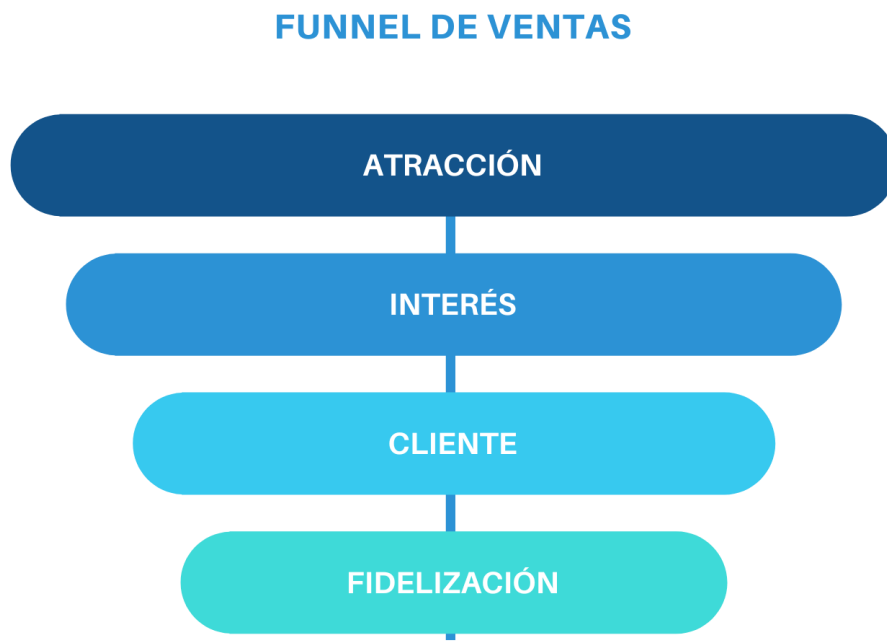 FUNNEL DE VENTAS
ATRACCIÓN
INTERÉS
CLIENTE
FIDELIZACIÓN